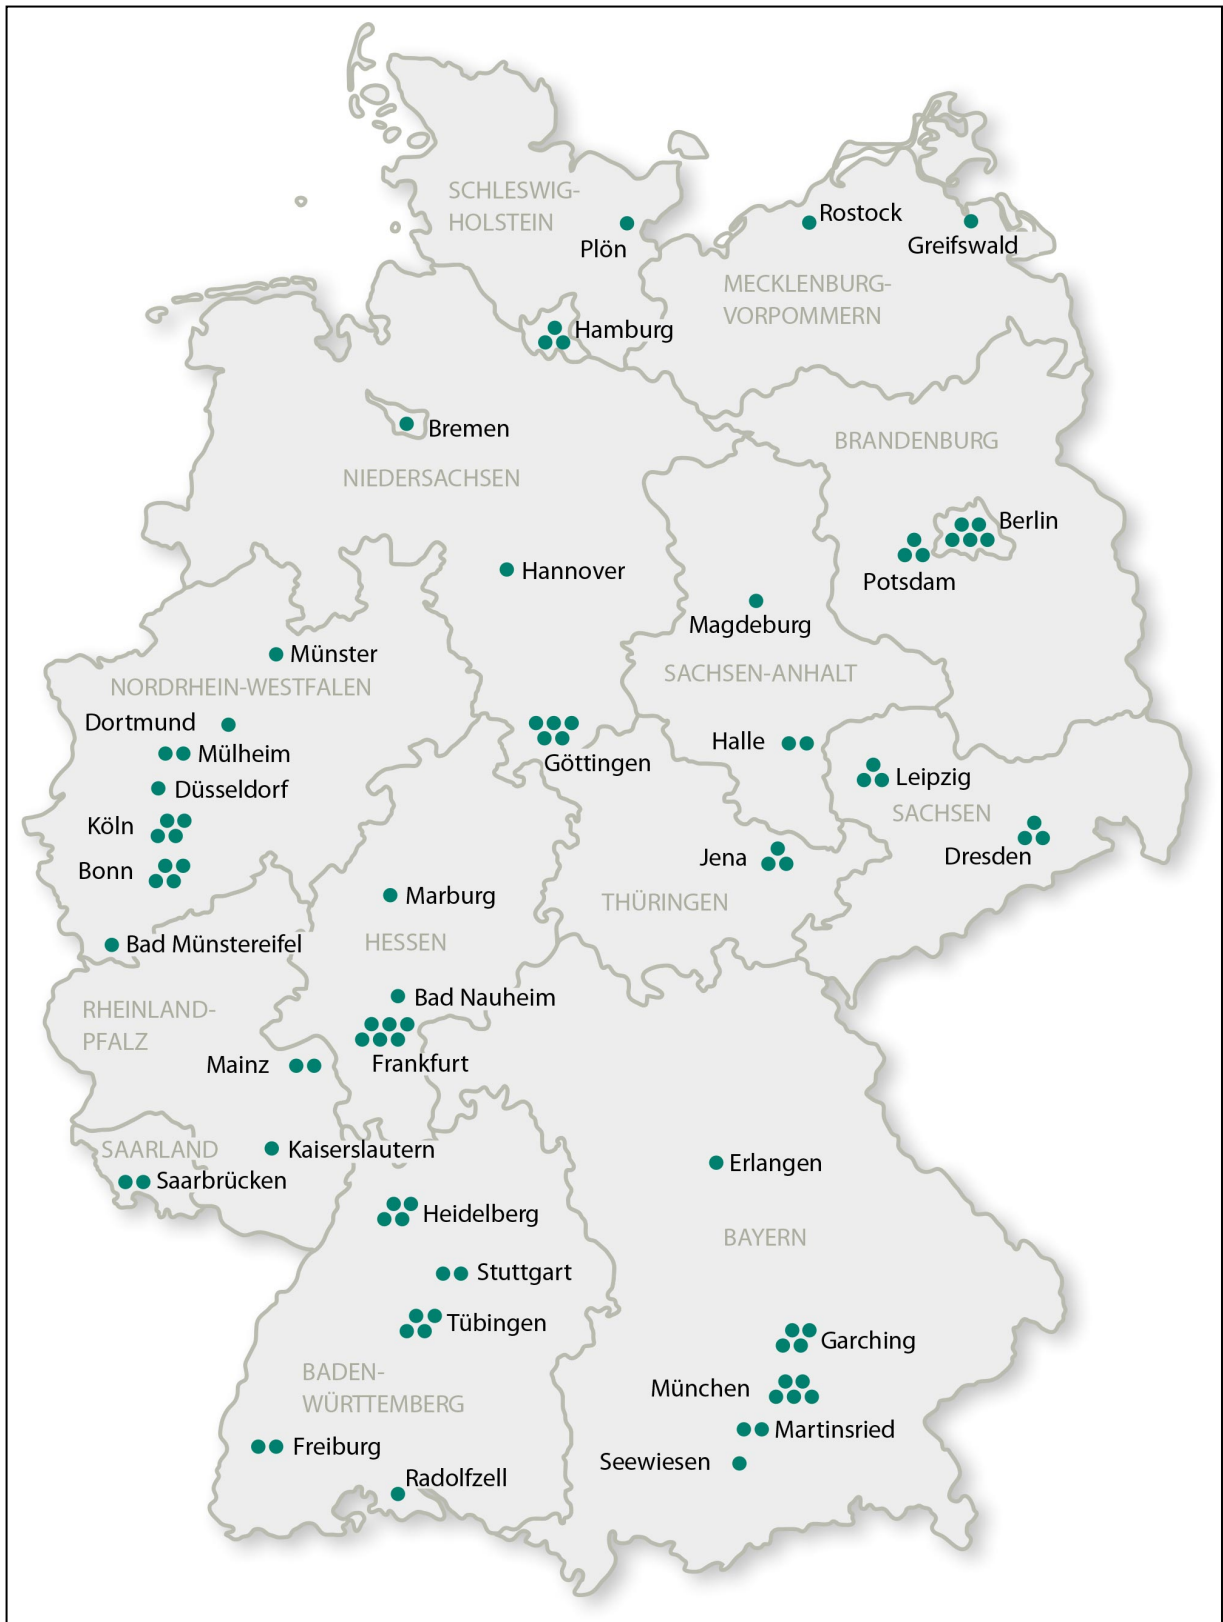 SCHLESWIG-
HOLSTEIN
Plön
Rostock
Greifswald
MECKLENBURG-
VORPOMMERN
Hamburg
Bremen
NIEDERSACHSEN
BRANDENBURG
Berlin
Potsdam
Hannover
Magdeburg
SACHSEN-ANHALT
Münster
NORDRHEIN-WESTFALEN
Dortmund
Mülheim
Düsseldorf
Köln
Bonn
Bad Münstereifel
Göttingen
Halle
Leipzig
SACHSEN
Dresden
Jena
THÜRINGEN
Marburg
HESSEN
Bad Nauheim
Frankfurt
RHEINLAND-
PFALZ
Mainz
SAARLAND
Kaiserslautern
Saarbrücken
Erlangen
BAYERN
Heidelberg
Stuttgart
Tübingen
BADEN-
WÜRTTEMBERG
Garching
München
Martinsried
Seewiesen
Freiburg
Radolfzell